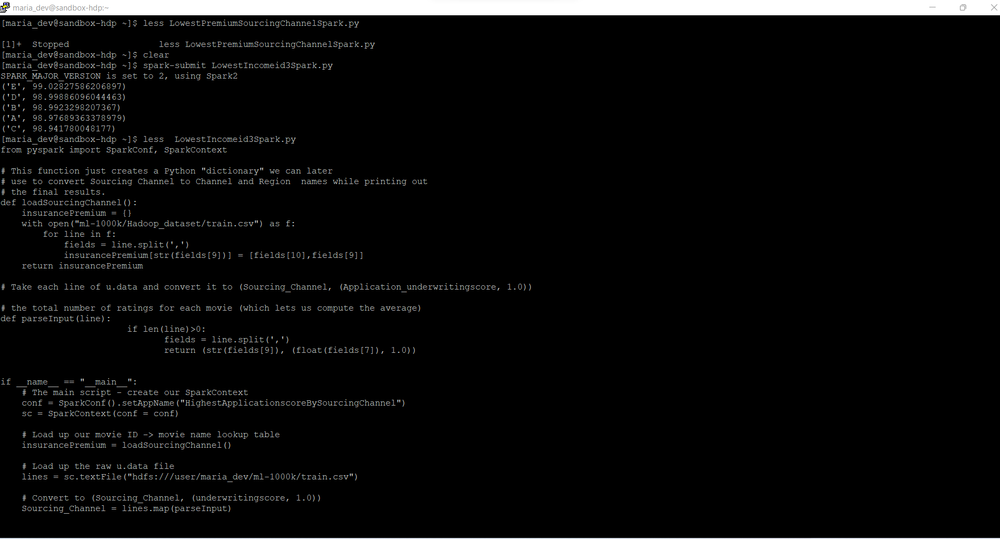 maria_dev@sandbox-hdp:~
[maria_dev@sandbox-hdp ~]$ less LowestPremiumSourcingChannelSpark.py
[1]+  Stopped                 less LowestPremiumSourcingChannelSpark.py
[maria_dev@sandbox-hdp ~]$ clear
[maria_dev@sandbox-hdp ~]$ spark-submit LowestIncomeid3Spark.py
SPARK_MAJOR_VERSION is set to 2, using Spark2
('E', 99.02827586206897)
('D', 98.99886096044463)
('B', 98.9923298207367)
('A', 98.97689363378979)
('C', 98.941780048177)
[maria_dev@sandbox-hdp ~]$ less  LowestIncomeid3Spark.py
from pyspark import SparkConf, SparkContext

# This function just creates a Python "dictionary" we can later
# use to convert Sourcing Channel to Channel and Region  names while printing out
# the final results.
def loadSourcingChannel():
    insurancePremium = {}
    with open("ml-1000k/Hadoop_dataset/train.csv") as f:
        for line in f:
            fields = line.split(',')
            insurancePremium[str(fields[9])] = [fields[10],fields[9]]
    return insurancePremium

# Take each line of u.data and convert it to (Sourcing_Channel, (Application_underwritingscore, 1.0))

# the total number of ratings for each movie (which lets us compute the average)
def parseInput(line):
                        if len(line)>0:
                               fields = line.split(',')
                               return (str(fields[9]), (float(fields[7]), 1.0))

if __name__ == "__main__":
    # The main script - create our SparkContext
    conf = SparkConf().setAppName("HighestApplicationscoreBySourcingChannel")
    sc = SparkContext(conf = conf)

    # Load up our movie ID -> movie name lookup table
    insurancePremium = loadSourcingChannel()

    # Load up the raw u.data file
    lines = sc.textFile("hdfs:///user/maria_dev/ml-1000k/train.csv")

    # Convert to (Sourcing_Channel, (underwritingscore, 1.0))
    Sourcing_Channel = lines.map(parseInput)